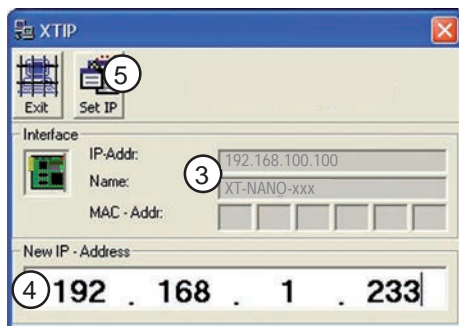 XTIP
5
Exit Set IP
Interface
IP-Addr: 192.168.100.100
3
Name: XT-NANO-xxx
MAC - Addr:
New IP - Address
4 192 . 168 . 1 . 233